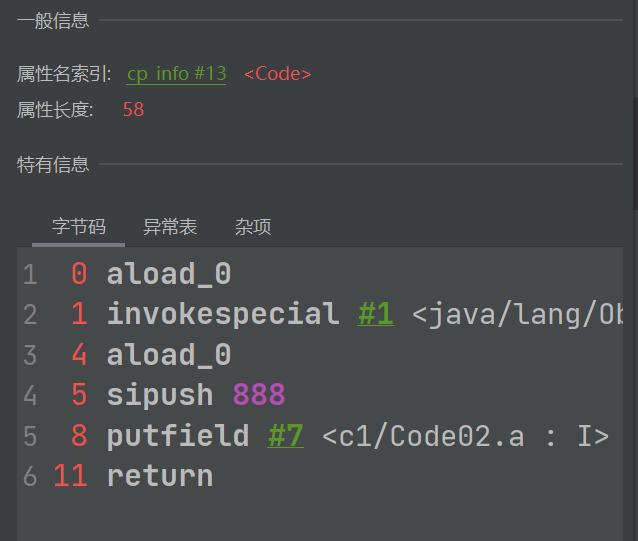 一般信息
属性名索引: cp_info #13 <Code>
属性长度: 58
特有信息
字节码 异常表 杂项
1 0 aload_0
2 1 invokespecial #1 <java/lang/Ob
3 4 aload_0
4 5 sipush 888
5 8 putfield #7 <c1/Code02.a : I>
6 11 return